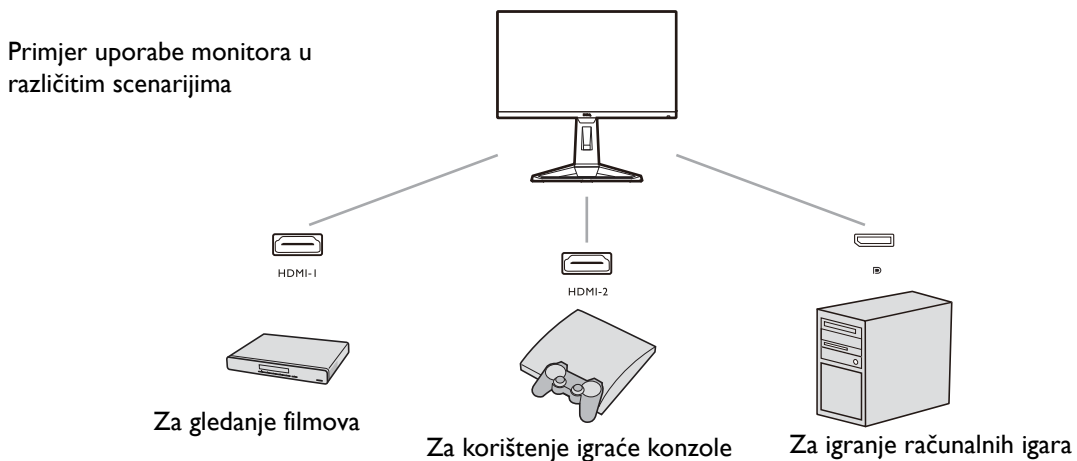 Primjer uporabe monitora u
različitim scenarijima
HDMI-1
HDMI-2
Za gledanje filmova
Za korištenje igraće konzole
Za igranje računalnih igara